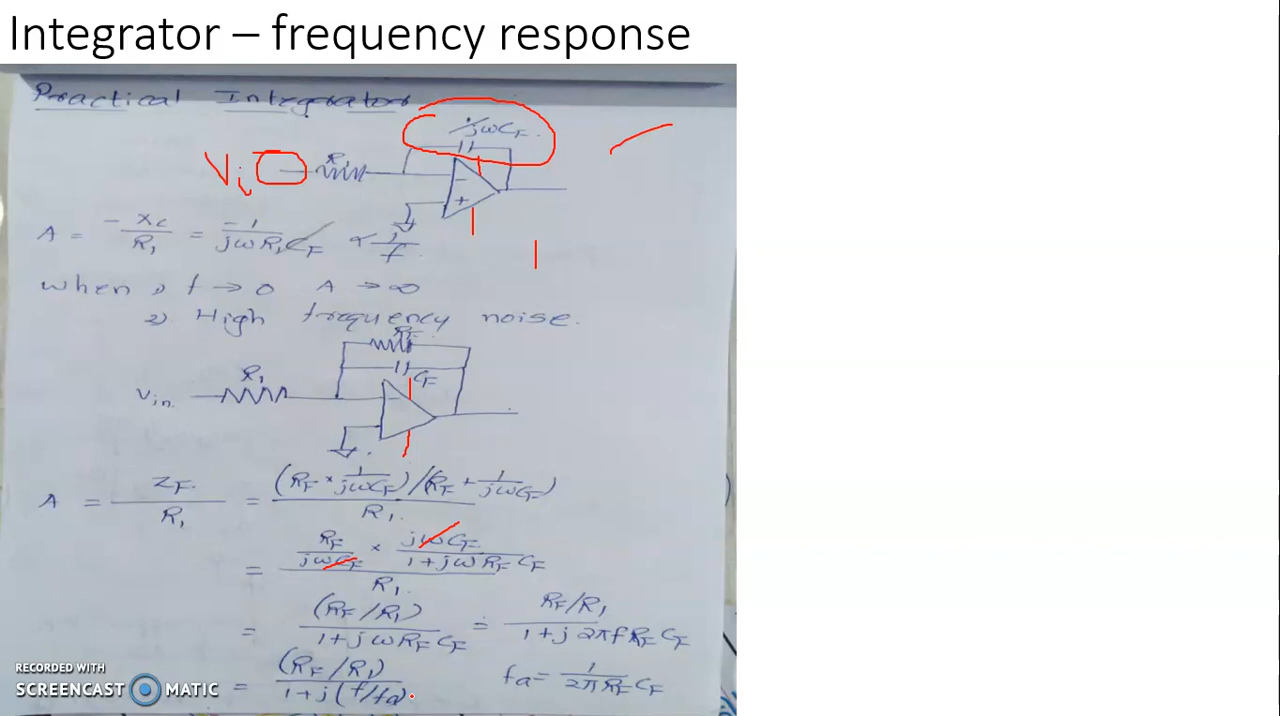 Integrator – frequency response
Practical Integrator
1/jωCF
Vi R1
- +
A = -Xc/R1 = -1/jωR1CF ∝ 1/f
when 1) f → 0 A → ∞
2) High frequency noise.
RF
CF
Vin R1
-
A = ZF/R1 = (RF × 1/jωCF)/(RF + 1/jωCF) / R1
= RF/jωCF × jωCF/1+jωRFCF / R1
= (RF/R1)/1+jωRFCF = RF/R1 / 1+j2πfRFCF
= (RF/R1)/1+j(f/fa) fa = 1/2πRFCF
RECORDED WITH
SCREENCAST MATIC